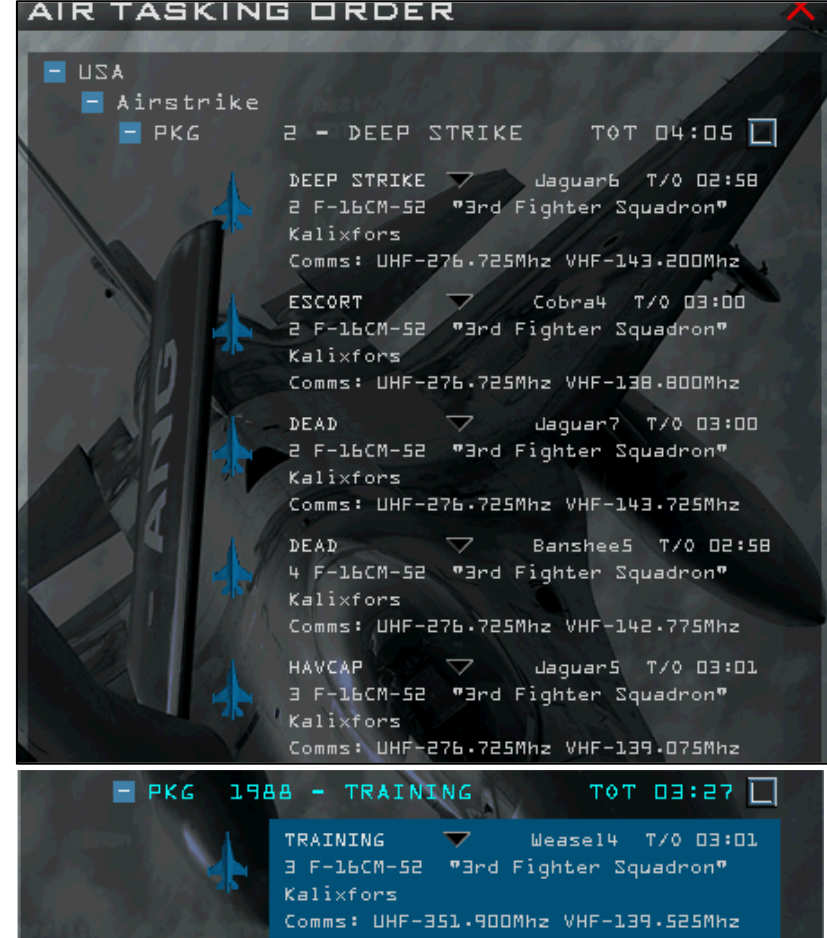 AIR TASKING ORDER
USA
Airstrike
PKG 2 - DEEP STRIKE TOT 04:05
DEEP STRIKE Jaguar6 T/O 02:58
2 F-16CM-52 "3rd Fighter Squadron"
Kalixfors
Comms: UHF-276.725Mhz VHF-143.200Mhz
ESCORT Cobra4 T/O 03:00
2 F-16CM-52 "3rd Fighter Squadron"
Kalixfors
Comms: UHF-276.725Mhz VHF-138.800Mhz
DEAD Jaguar7 T/O 03:00
2 F-16CM-52 "3rd Fighter Squadron"
Kalixfors
Comms: UHF-276.725Mhz VHF-143.725Mhz
DEAD Banshee5 T/O 02:58
4 F-16CM-52 "3rd Fighter Squadron"
Kalixfors
Comms: UHF-276.725Mhz VHF-142.775Mhz
HAVCAP Jaguar5 T/O 03:01
3 F-16CM-52 "3rd Fighter Squadron"
Kalixfors
Comms: UHF-276.725Mhz VHF-139.075Mhz
ANG
PKG 1988 - TRAINING TOT 03:27
TRAINING Weasel4 T/O 03:01
3 F-16CM-52 "3rd Fighter Squadron"
Kalixfors
Comms: UHF-351.900Mhz VHF-139.525Mhz